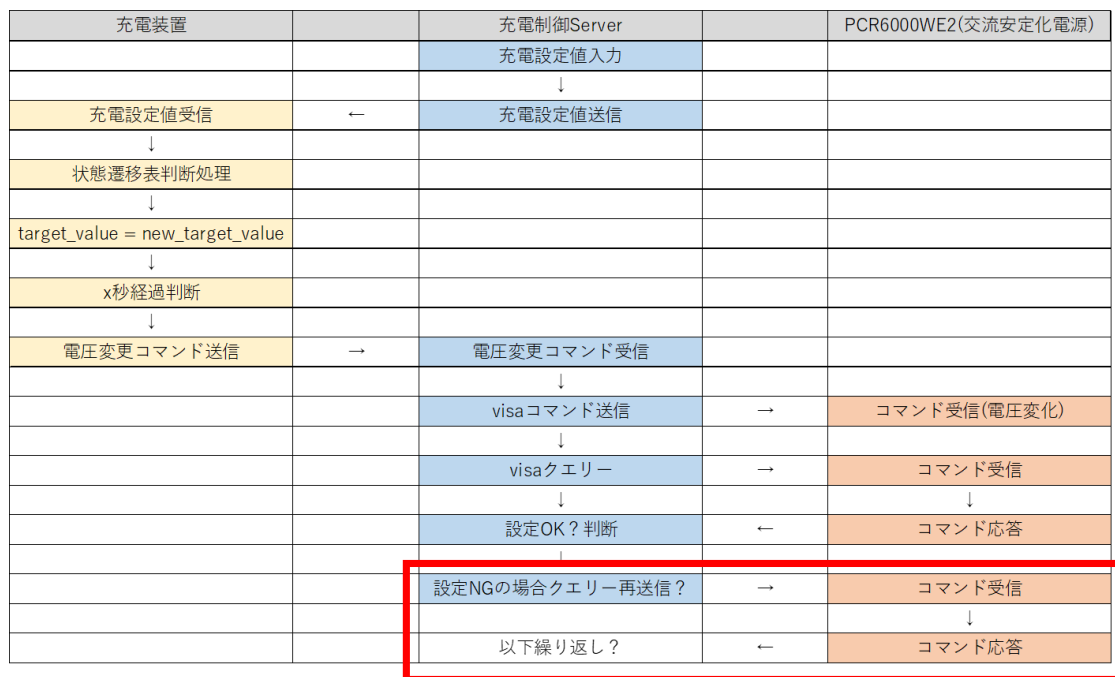 充電装置 充電制御Server PCR6000WE2(交流安定化電源)
充電設定値入力
↓
充電設定値受信 ← 充電設定値送信
↓
状態遷移表判断処理
↓
target_value = new_target_value
↓
x秒経過判断
↓
電圧変更コマンド送信 → 電圧変更コマンド受信
↓
visaコマンド送信 → コマンド受信(電圧変化)
↓
visaクエリー → コマンド受信
↓ ↓
設定OK？判断 ← コマンド応答
↓
設定NGの場合クエリー再送信？ → コマンド受信
↓
以下繰り返し？ ← コマンド応答